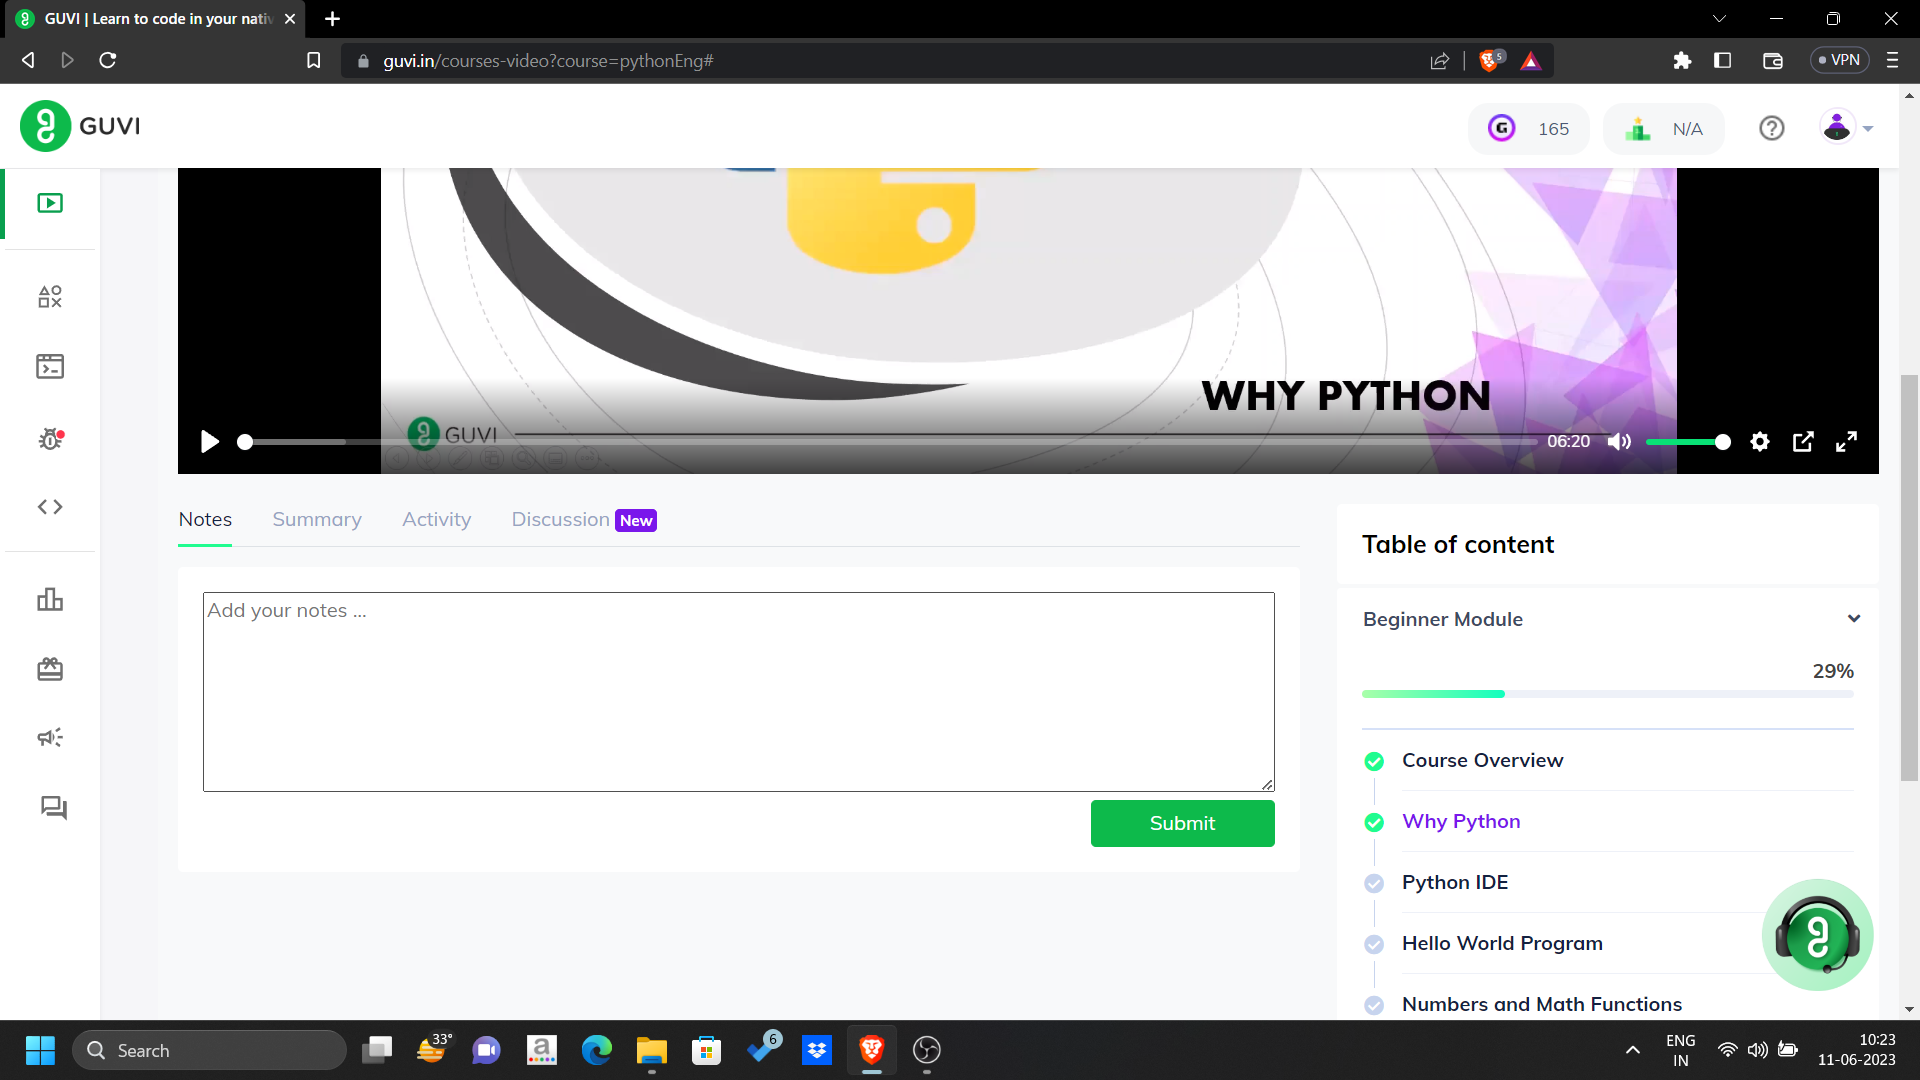 GUVI | Learn to code in your nativ
guvi.in/courses-video?course=pythonEng#
5
VPN
GUVI
165
N/A
WHY PYTHON
GUVI
06:20
Notes
Summary
Activity
Discussion New
Add your notes ...
Submit
Table of content
Beginner Module
29%
Course Overview
Why Python
Python IDE
Hello World Program
Numbers and Math Functions
Search
33°
a
6
ENG
IN
10:23
11-06-2023